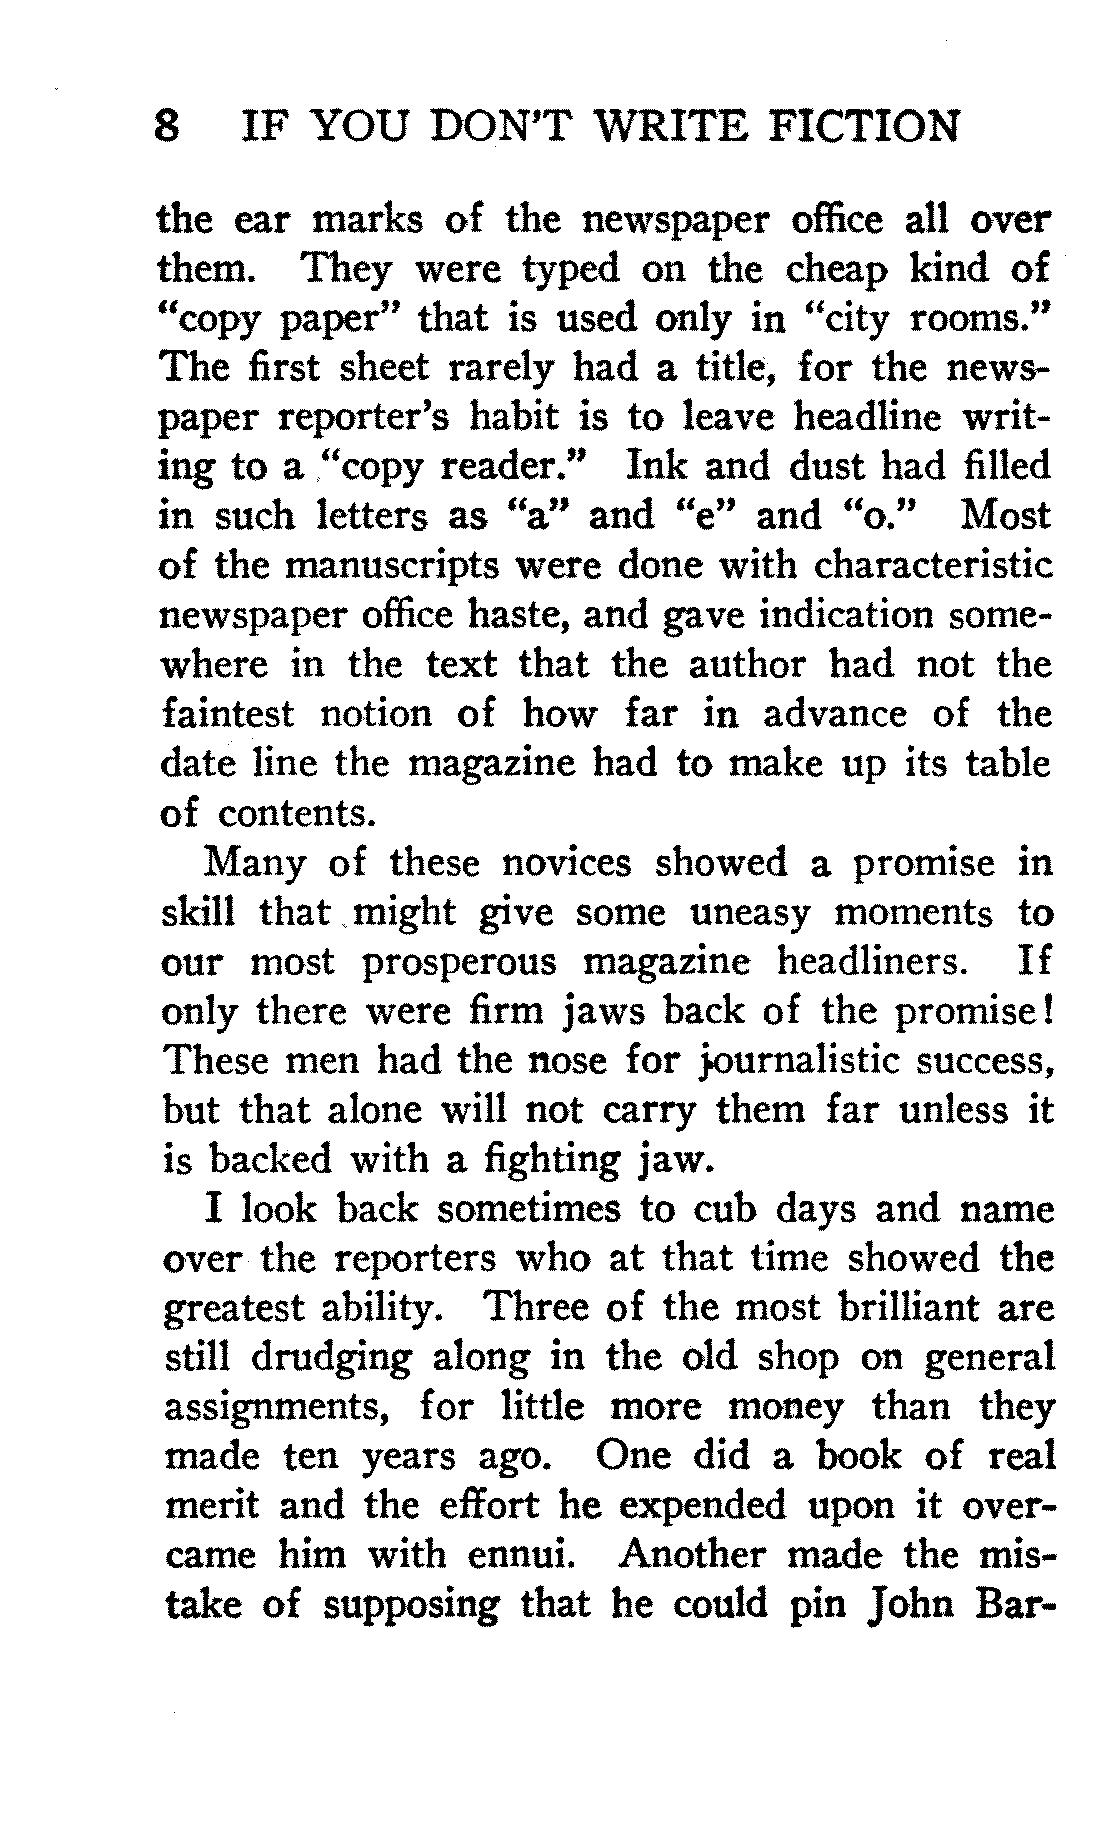 8 IF YOU DON'T WRITE FICTION
the ear marks of the newspaper office all over
them. They were typed on the cheap kind of
“copy paper” that is used only in “city rooms.”
The first sheet rarely had a title, for the news-
paper reporter's habit is to leave headline writ-
ing to a “copy reader.” Ink and dust had filled
in such letters as “a” and “e” and “o.” Most
of the manuscripts were done with characteristic
newspaper office haste, and gave indication some-
where in the text that the author had not the
faintest notion of how far in advance of the
date line the magazine had to make up its table
of contents.
Many of these novices showed a promise in
skill that might give some uneasy moments to
our most prosperous magazine headliners. If
only there were firm jaws back of the promise!
These men had the nose for journalistic success,
but that alone will not carry them far unless it
is backed with a fighting jaw.
I look back sometimes to cub days and name
over the reporters who at that time showed the
greatest ability. Three of the most brilliant are
still drudging along in the old shop on general
assignments, for little more money than they
made ten years ago. One did a book of real
merit and the effort he expended upon it over-
came him with ennui. Another made the mis-
take of supposing that he could pin John Bar-